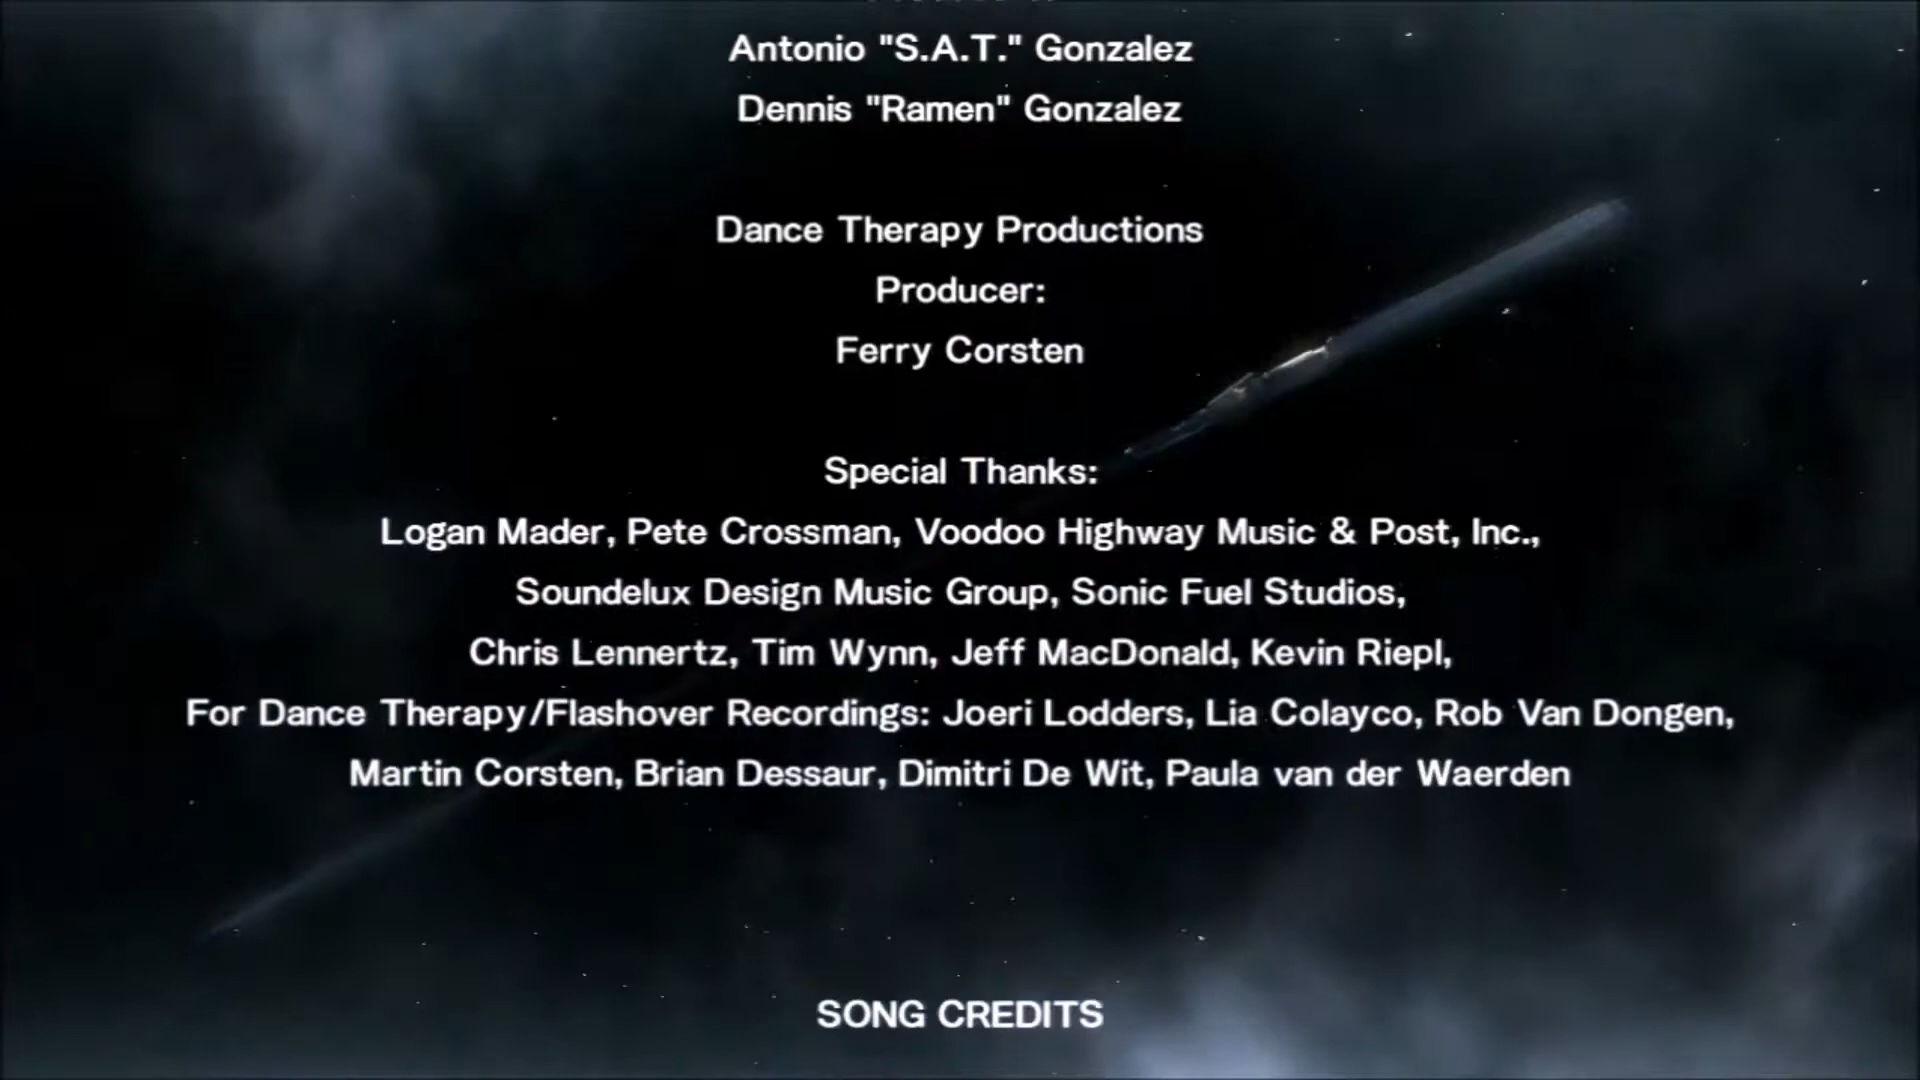 Antonio "S.A.T." Gonzalez
Dennis "Ramen" Gonzalez
Dance Therapy Productions
Producer:
Ferry Corsten
Special Thanks:
Logan Mader, Pete Crossman, Voodoo Highway Music & Post, Inc.,
Soundelux Design Music Group, Sonic Fuel Studios,
Chris Lennertz, Tim Wynn, Jeff MacDonald, Kevin Riepl,
For Dance Therapy/Flashover Recordings: Joeri Lodders, Lia Colayco, Rob Van Dongen,
Martin Corsten, Brian Dessaur, Dimitri De Wit, Paula van der Waerden
SONG CREDITS